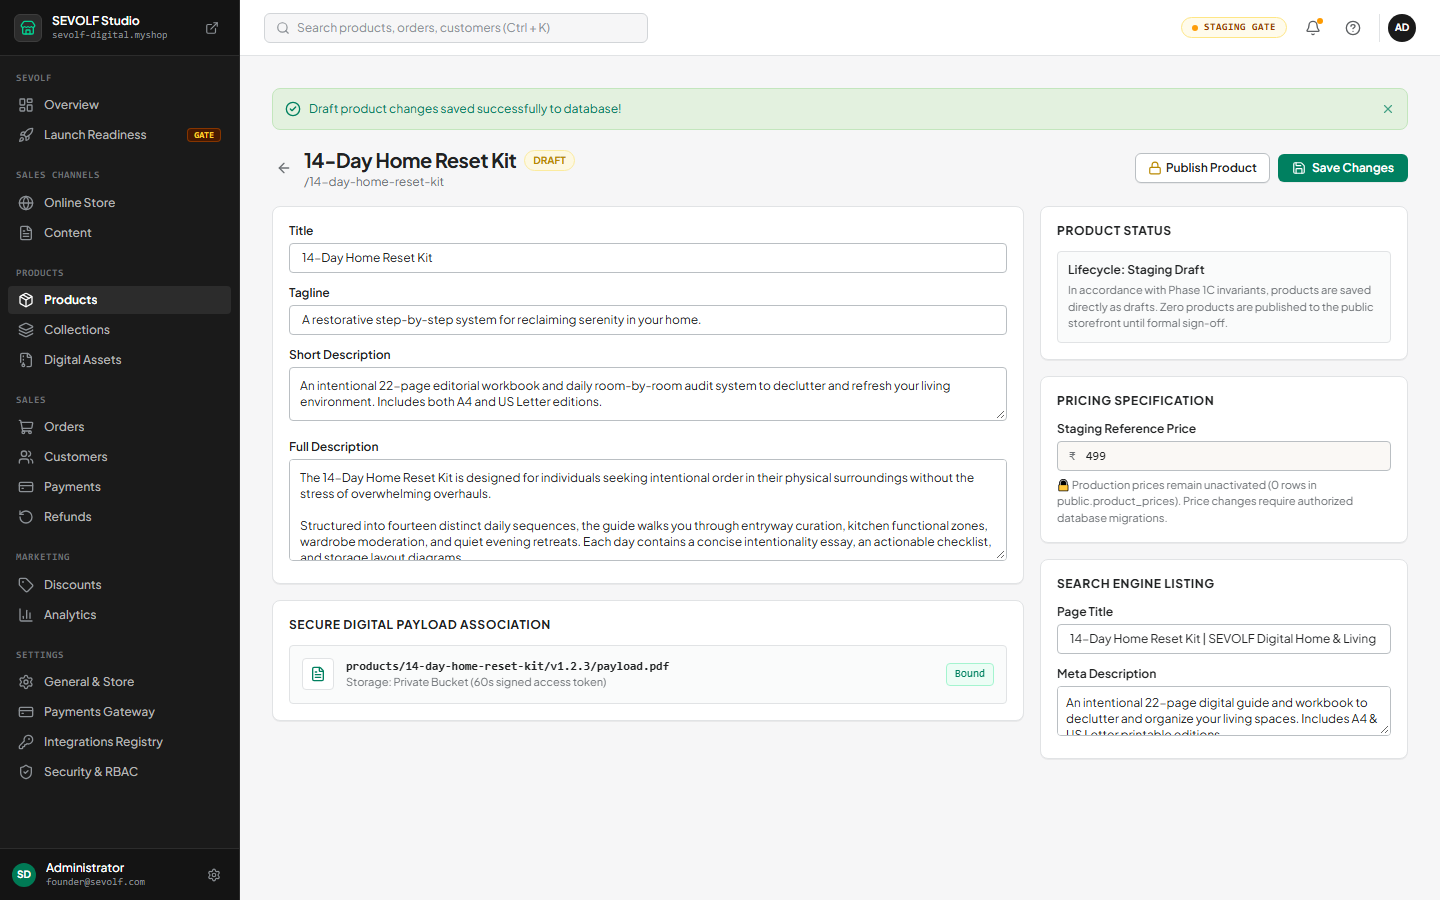 SEVOLF Studio
sevolf-digital.myshop
Search products, orders, customers (Ctrl + K)
STAGING GATE
AD
SEVOLF
Overview
Launch Readiness
GATE
SALES CHANNELS
Online Store
Content
PRODUCTS
Products
Collections
Digital Assets
SALES
Orders
Customers
Payments
Refunds
MARKETING
Discounts
Analytics
SETTINGS
General & Store
Payments Gateway
Integrations Registry
Security & RBAC
SD
Administrator
founder@sevolf.com
Draft product changes saved successfully to database!
14-Day Home Reset Kit
DRAFT
/14-day-home-reset-kit
Publish Product
Save Changes
Title
14-Day Home Reset Kit
Tagline
A restorative step-by-step system for reclaiming serenity in your home.
Short Description
An intentional 22-page editorial workbook and daily room-by-room audit system to declutter and refresh your living
environment. Includes both A4 and US Letter editions.
Full Description
The 14-Day Home Reset Kit is designed for individuals seeking intentional order in their physical surroundings without the
stress of overwhelming overhauls.
Structured into fourteen distinct daily sequences, the guide walks you through entryway curation, kitchen functional zones,
wardrobe moderation, and quiet evening retreats. Each day contains a concise intentionality essay, an actionable checklist,
and storage layout diagrams.
SECURE DIGITAL PAYLOAD ASSOCIATION
products/14-day-home-reset-kit/v1.2.3/payload.pdf
Storage: Private Bucket (60s signed access token)
Bound
PRODUCT STATUS
Lifecycle: Staging Draft
In accordance with Phase 1C invariants, products are saved
directly as drafts. Zero products are published to the public
storefront until formal sign-off.
PRICING SPECIFICATION
Staging Reference Price
₹ 499
Production prices remain unactivated (0 rows in
public.product_prices). Price changes require authorized
database migrations.
SEARCH ENGINE LISTING
Page Title
14-Day Home Reset Kit | SEVOLF Digital Home & Living
Meta Description
An intentional 22-page digital guide and workbook to
declutter and organize your living spaces. Includes A4 &
US Letter printable editions.